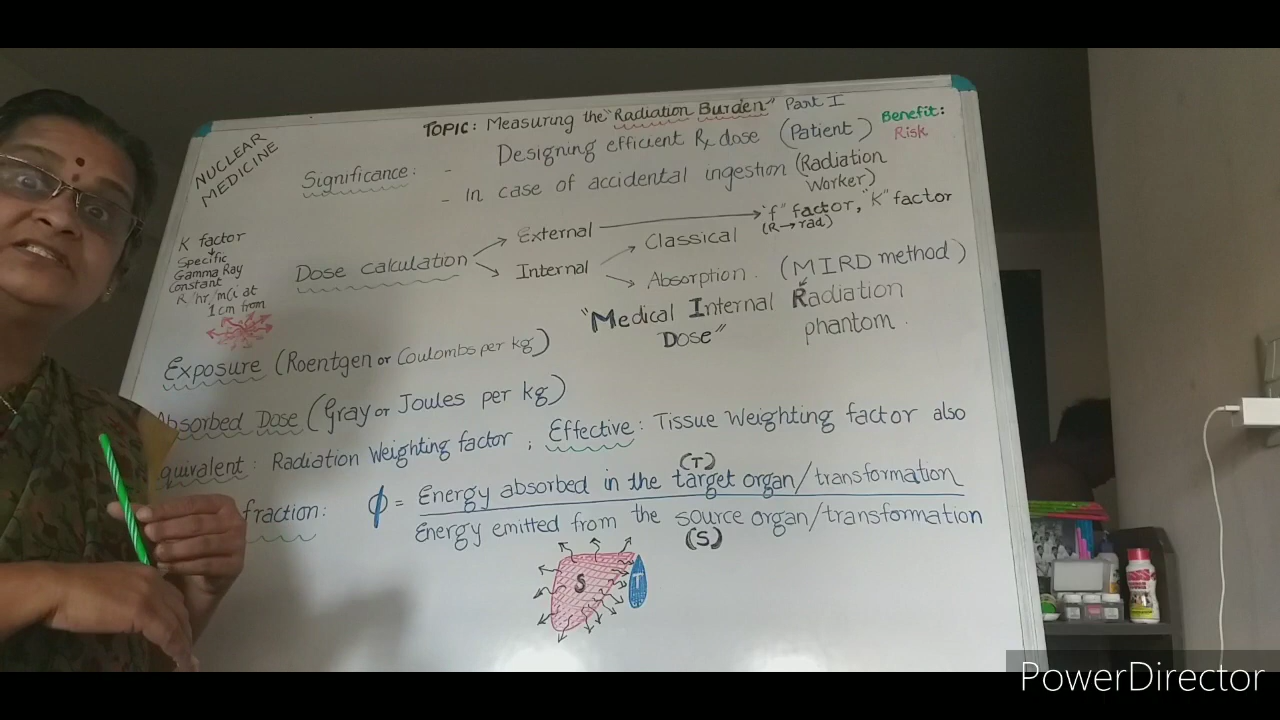 TOPIC: Measuring the "Radiation Burden" Part I
Benefit:
Risk
NUCLEAR
MEDICINE
Significance: - Designing efficient Rx dose (Patient)
- In case of accidental ingestion (Radiation
Worker)
K factor
Specific
Gamma Ray
Constant
R/hr/mCi at
1cm from
Dose calculation
External
"f" factor, "K" factor
(R→rad)
Internal
Classical
Absorption. (MIRD method)
"Medical Internal Radiation
Dose"
phantom.
Exposure (Roentgen or Coulombs per kg)
Absorbed Dose (Gray or Joules per kg)
quivalent: Radiation Weighting factor; Effective: Tissue Weighting factor also
fraction: ϕ = Energy absorbed in the target organ/transformation
(T)
Energy emitted from the source organ/transformation
(S)
S
T
PowerDirector